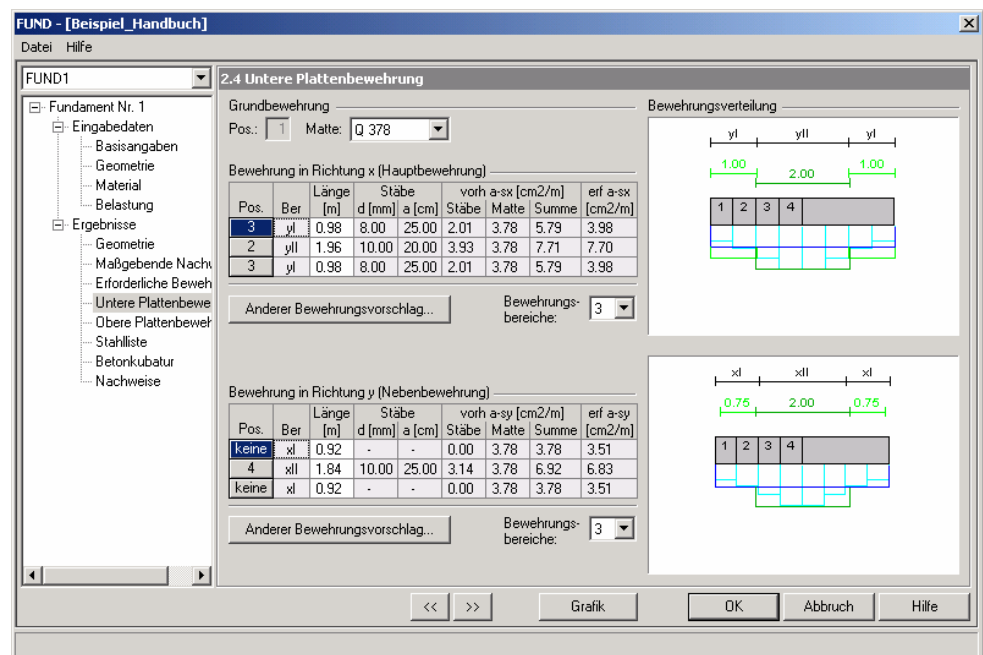 FUND - [Beispiel_Handbuch]
Datei Hilfe
FUND1
Fundament Nr. 1
Eingabedaten
Basisangaben
Geometrie
Material
Belastung
Ergebnisse
Geometrie
Maßgebende Nachw
Erforderliche Beweh
Untere Plattenbewe
Obere Plattenbeweh
Stahlliste
Betonkubatur
Nachweise
2.4 Untere Plattenbewehrung
Grundbewehrung
Pos.: 1 Matte: Q 378
Bewehrung in Richtung x (Hauptbewehrung)
Länge Stäbe vorh a-sx [cm2/m] erf a-sx
Pos. Ber [m] d [mm] a [cm] Stäbe Matte Summe [cm2/m]
3 yI 0.98 8.00 25.00 2.01 3.78 5.79 3.98
2 yII 1.96 10.00 20.00 3.93 3.78 7.71 7.70
3 yI 0.98 8.00 25.00 2.01 3.78 5.79 3.98
Anderer Bewehrungsvorschlag...
Bewehrungs-
bereiche: 3
Bewehrung in Richtung y (Nebenbewehrung)
Länge Stäbe vorh a-sy [cm2/m] erf a-sy
Pos. Ber [m] d [mm] a [cm] Stäbe Matte Summe [cm2/m]
keine xI 0.92 - - 0.00 3.78 3.78 3.51
4 xII 1.84 10.00 25.00 3.14 3.78 6.92 6.83
keine xI 0.92 - - 0.00 3.78 3.78 3.51
Anderer Bewehrungsvorschlag...
Bewehrungs-
bereiche: 3
Bewehrungsverteilung
yI yII yI
1.00 2.00 1.00
1 2 3 4
xI xII xI
0.75 2.00 0.75
1 2 3 4
<< >> Grafik OK Abbruch Hilfe